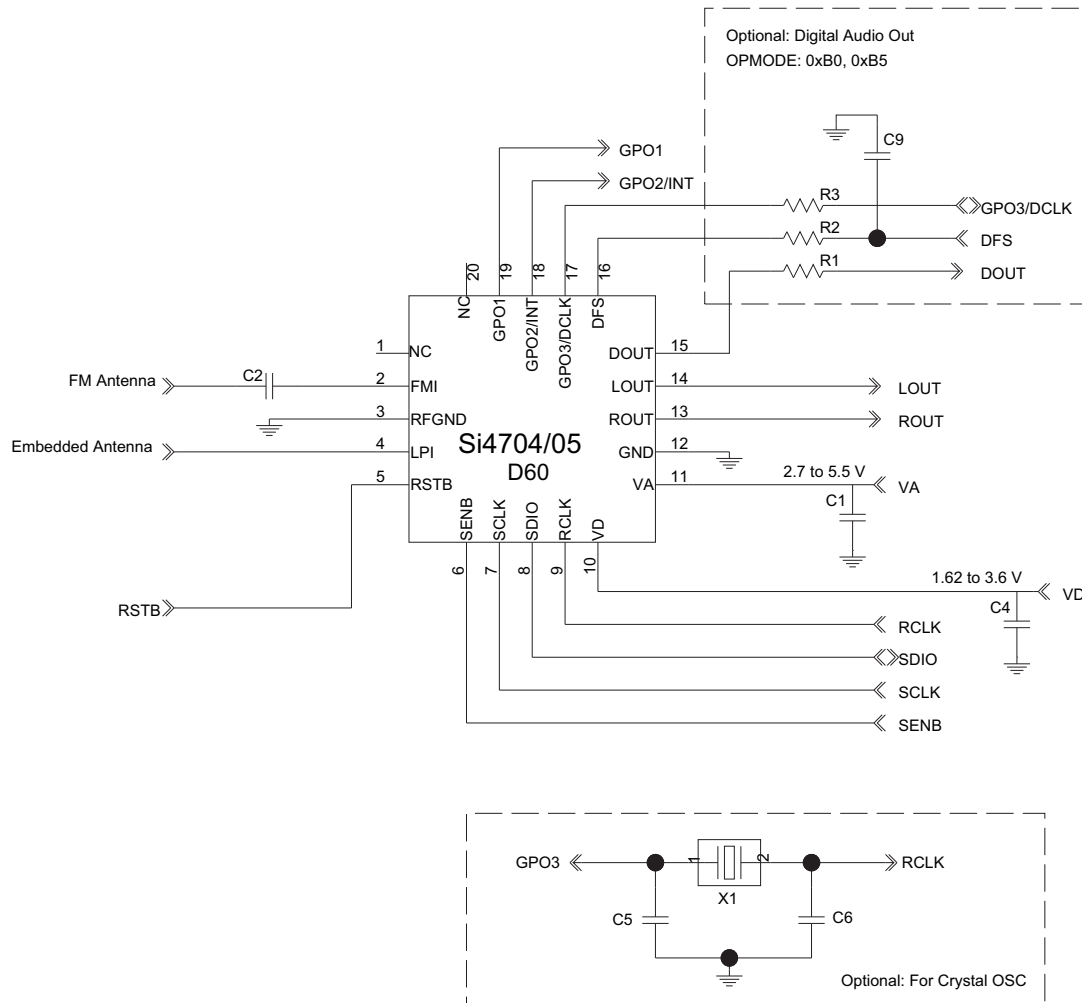 Optional: Digital Audio Out
OPMODE: 0xB0, 0xB5
C9
GPO1
GPO2/INT
R3
GPO3/DCLK
R2
DFS
R1
DOUT
20
19
18
17
16
NC
GPO1
GPO2/INT
GPO3/DCLK
DFS
1
NC
DOUT
15
FM Antenna
C2
2
FMI
LOUT
14
LOUT
3
RFGND
ROUT
13
ROUT
Si4704/05
D60
Embedded Antenna
4
LPI
GND
12
5
RSTB
VA
11
2.7 to 5.5 V
VA
C1
SENB
SCLK
SDIO
RCLK
VD
6
7
8
9
10
1.62 to 3.6 V
VD
C4
RSTB
RCLK
SDIO
SCLK
SENB
GPO3
1
2
RCLK
X1
C5
C6
Optional: For Crystal OSC